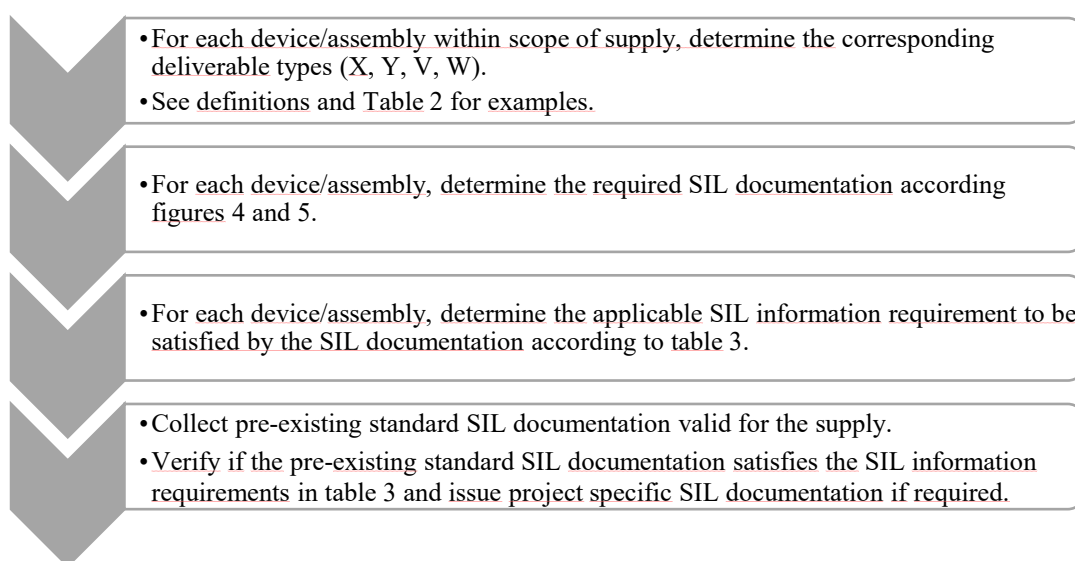 •For each device/assembly within scope of supply, determine the corresponding
deliverable types (X, Y, V, W).
•See definitions and Table 2 for examples.
•For each device/assembly, determine the required SIL documentation according
figures 4 and 5.
•For each device/assembly, determine the applicable SIL information requirement to be
satisfied by the SIL documentation according to table 3.
•Collect pre-existing standard SIL documentation valid for the supply.
•Verify if the pre-existing standard SIL documentation satisfies the SIL information
requirements in table 3 and issue project specific SIL documentation if required.